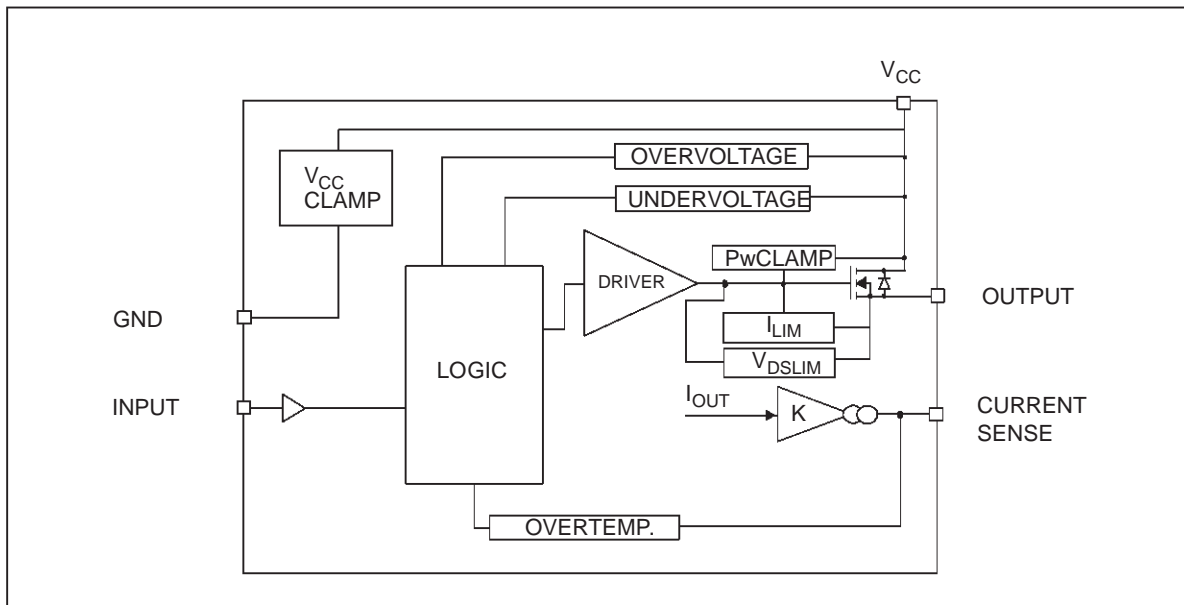 VCC
OVERVOLTAGE
VCC
CLAMP
UNDERVOLTAGE
PwCLAMP
DRIVER
OUTPUT
GND
ILIM
VDSLIM
LOGIC
INPUT
IOUT
K
CURRENT
SENSE
OVERTEMP.